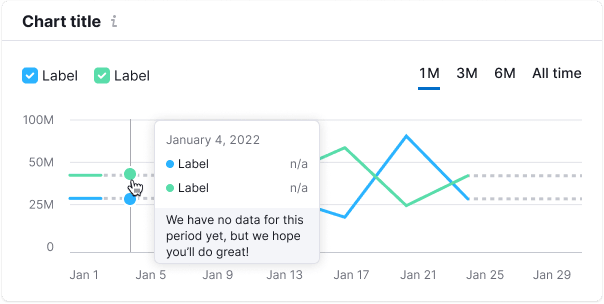 Chart title i
Label Label 1M 3M 6M All time
100M
50M
25M
0
January 4, 2022
Label n/a
Label n/a
We have no data for this
period yet, but we hope
you'll do great!
Jan 1 Jan 5 Jan 9 Jan 13 Jan 17 Jan 21 Jan 25 Jan 29